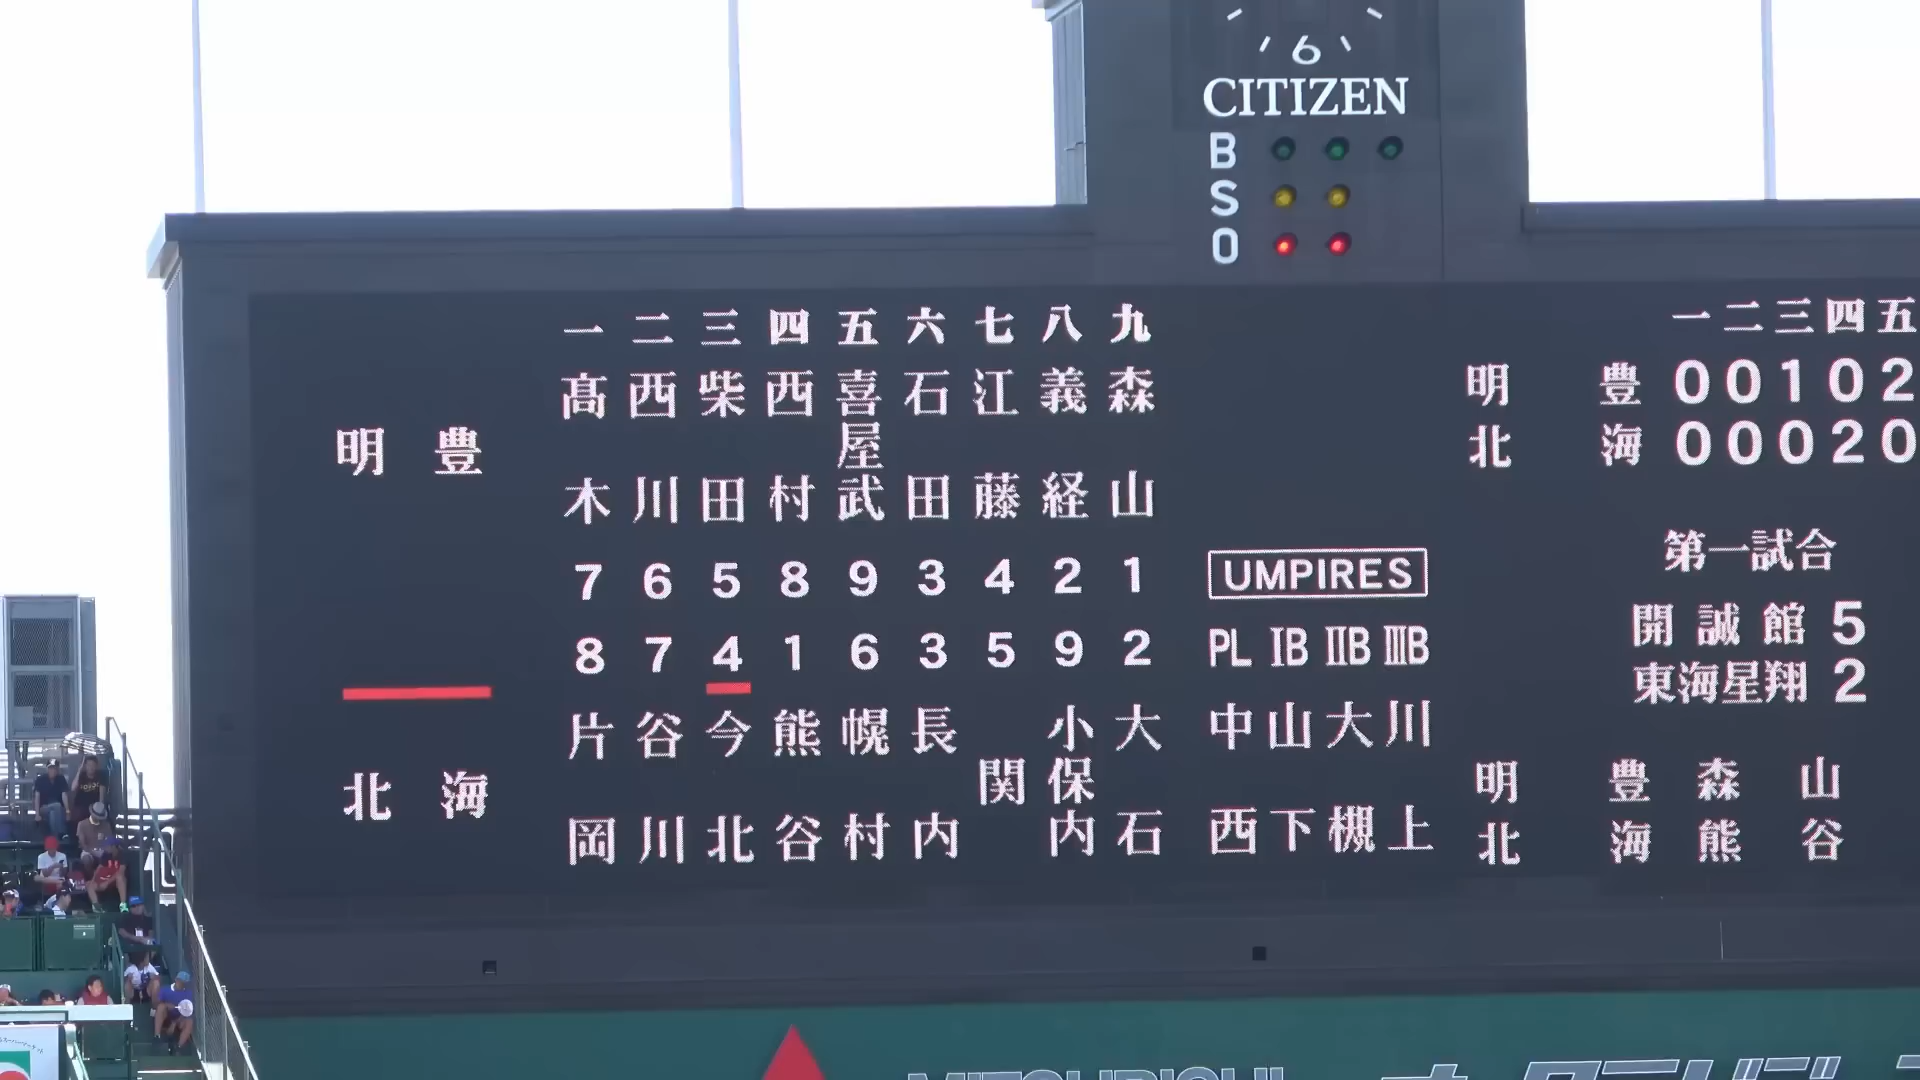 6
CITIZEN
B
S
O
一 二 三 四 五 六 七 八 九
明豊
髙木 西川 柴田 西村 喜屋武 石田 江藤 義経 森山
7 6 5 8 9 3 4 2 1
8 7 4 1 6 3 5 9 2
北海
片岡 谷川 今北 熊谷 幌村 長内 関 小保内 大石
UMPIRES
PL ⅠB ⅡB ⅢB
中西 山下 大槻 川上
一 二 三 四 五
明豊 0 0 1 0 2
北海 0 0 0 2 0
第一試合
開誠館 5
東海星翔 2
明豊 森山
北海 熊谷
MITSUBISHI